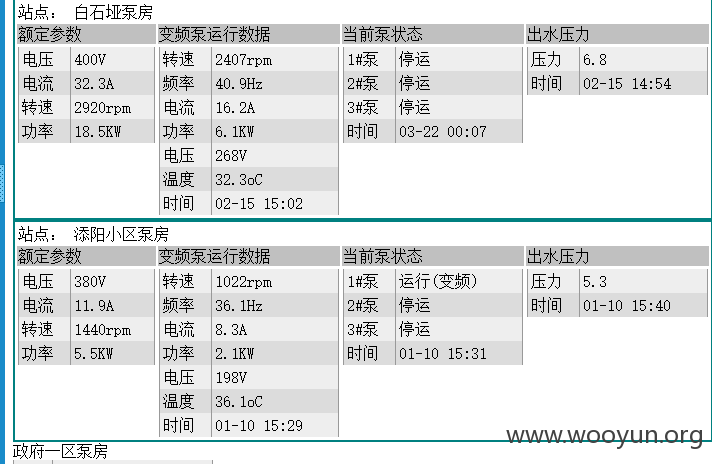 站点： 白石垭泵房
额定参数 变频泵运行数据 当前泵状态 出水压力
电压 400V 转速 2407rpm 1#泵 停运 压力 6.8
电流 32.3A 频率 40.9Hz 2#泵 停运 时间 02-15 14:54
转速 2920rpm 电流 16.2A 3#泵 停运
功率 18.5KW 功率 6.1KW 时间 03-22 00:07
电压 268V
温度 32.3oC
时间 02-15 15:02
站点： 添阳小区泵房
额定参数 变频泵运行数据 当前泵状态 出水压力
电压 380V 转速 1022rpm 1#泵 运行(变频) 压力 5.3
电流 11.9A 频率 36.1Hz 2#泵 停运 时间 01-10 15:40
转速 1440rpm 电流 8.3A 3#泵 停运
功率 5.5KW 功率 2.1KW 时间 01-10 15:31
电压 198V
温度 36.1oC
时间 01-10 15:29
www.wooyun.org
政府一区泵房